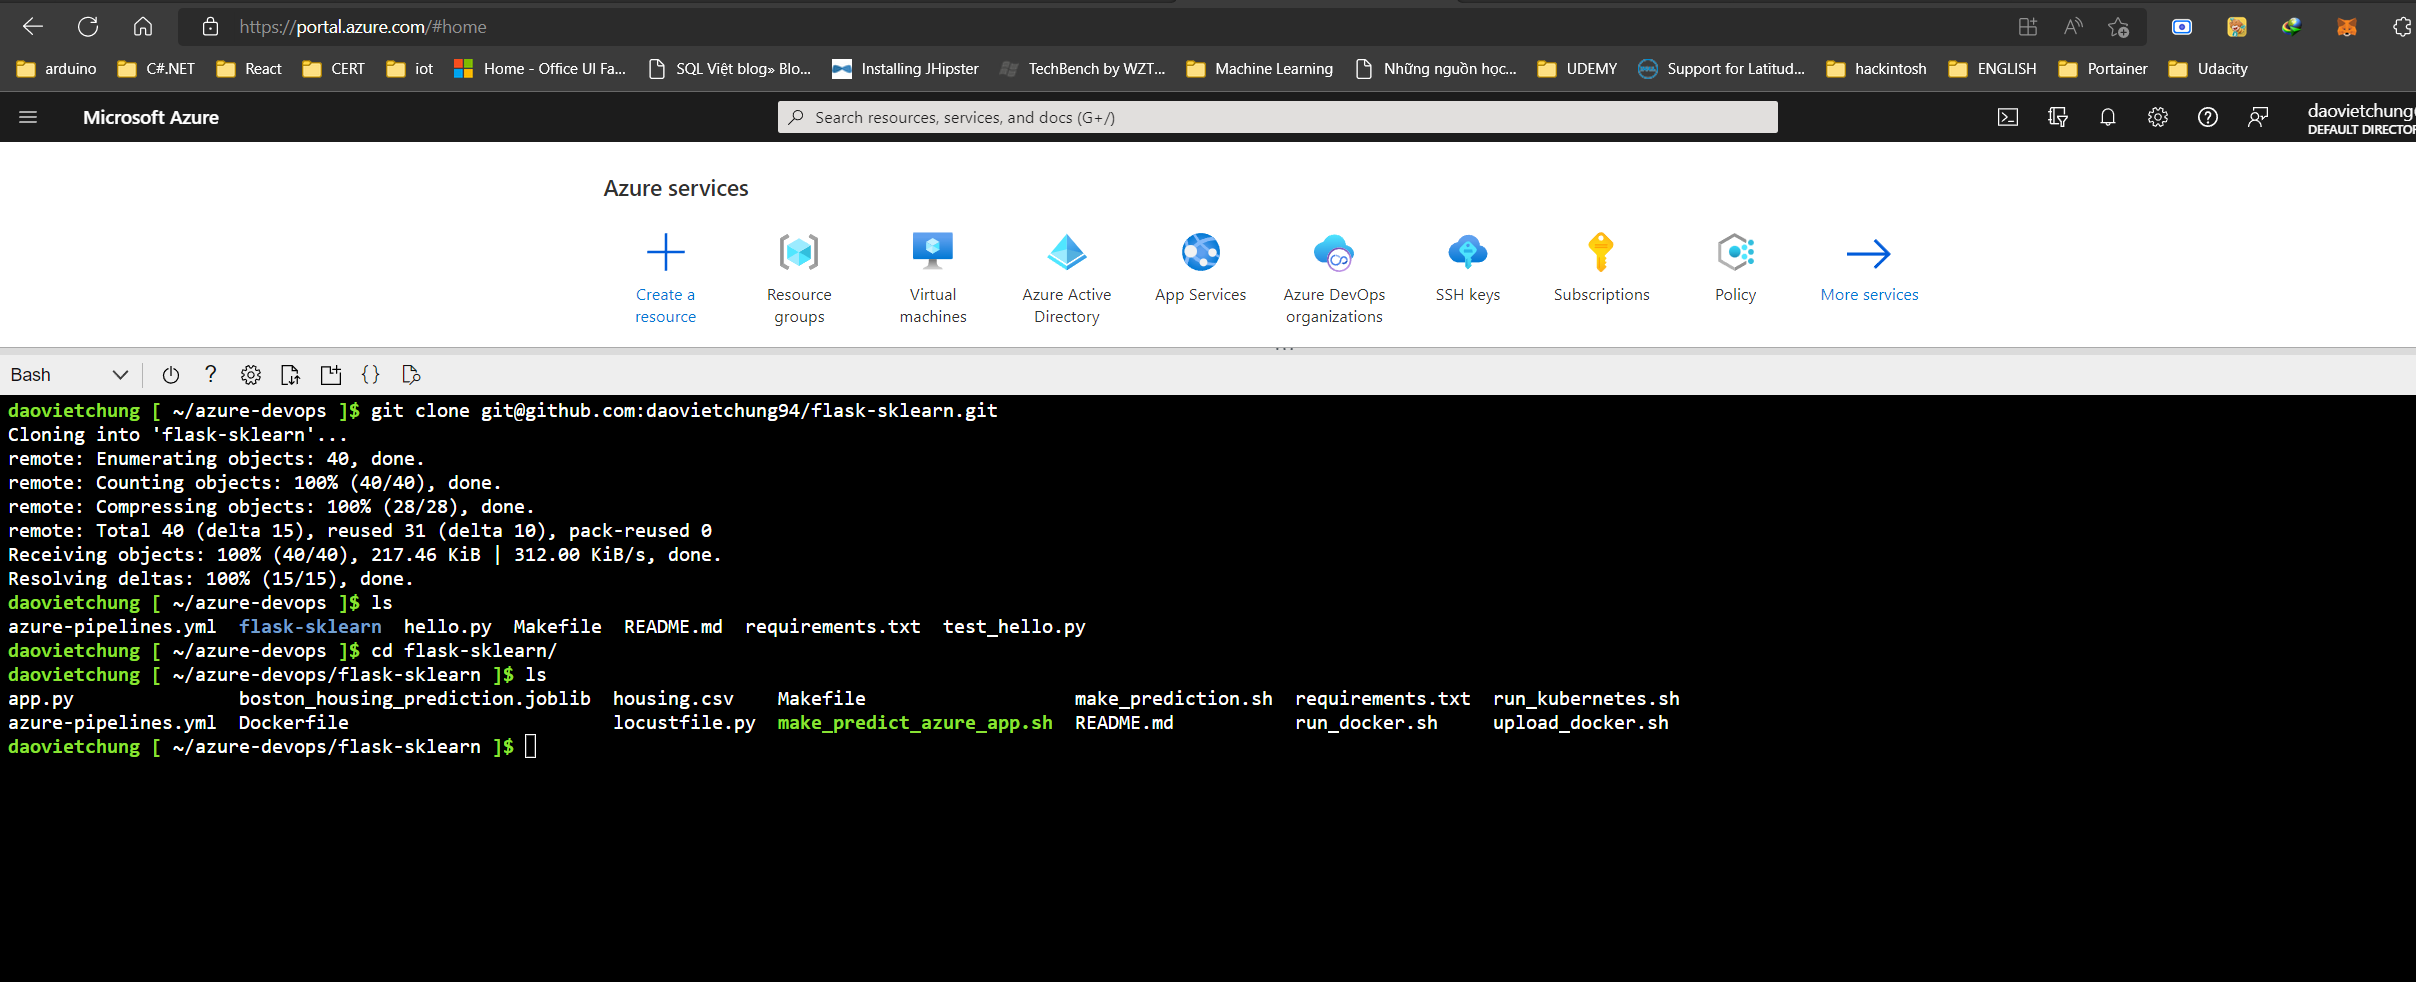 https://portal.azure.com/#home
arduino C#.NET React CERT iot Home - Office UI Fa... SQL Việt blog» Blo... Installing JHipster TechBench by WZT... Machine Learning Những nguồn học... UDEMY Support for Latitud... hackintosh ENGLISH Portainer Udacity
Microsoft Azure Search resources, services, and docs (G+/) daovietchung
DEFAULT DIRECTOR
Azure services
Create a resource
Resource groups
Virtual machines
Azure Active Directory
App Services
Azure DevOps organizations
SSH keys
Subscriptions
Policy
More services
Bash
daovietchung [ ~/azure-devops ]$ git clone git@github.com:daovietchung94/flask-sklearn.git
Cloning into 'flask-sklearn'...
remote: Enumerating objects: 40, done.
remote: Counting objects: 100% (40/40), done.
remote: Compressing objects: 100% (28/28), done.
remote: Total 40 (delta 15), reused 31 (delta 10), pack-reused 0
Receiving objects: 100% (40/40), 217.46 KiB | 312.00 KiB/s, done.
Resolving deltas: 100% (15/15), done.
daovietchung [ ~/azure-devops ]$ ls
azure-pipelines.yml flask-sklearn hello.py Makefile README.md requirements.txt test_hello.py
daovietchung [ ~/azure-devops ]$ cd flask-sklearn/
daovietchung [ ~/azure-devops/flask-sklearn ]$ ls
app.py boston_housing_prediction.joblib housing.csv Makefile make_prediction.sh requirements.txt run_kubernetes.sh
azure-pipelines.yml Dockerfile locustfile.py make_predict_azure_app.sh README.md run_docker.sh upload_docker.sh
daovietchung [ ~/azure-devops/flask-sklearn ]$